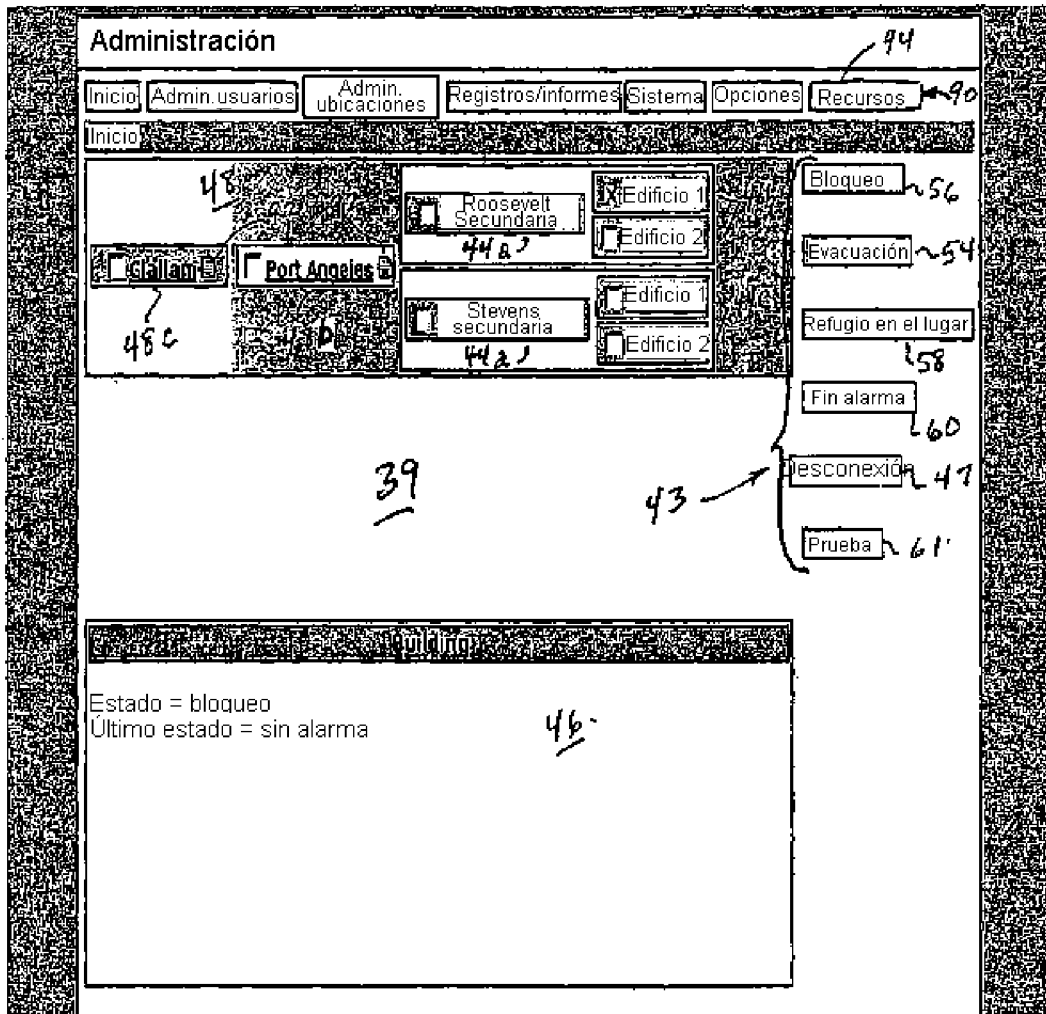 Administración
94
Inicio Admin.usuarios Admin. ubicaciones Registros/informes Sistema Opciones Recursos 90
Inicio
48
Clallam
48c
Port Angeles
b
Roosevelt
Secundaria
44a'
Edificio 1
Edificio 2
Stevens
secundaria
44a'
Edificio 1
Edificio 2
Bloqueo 56
Evacuación 54
Refugio en el lugar
58
Fin alarma
60
Desconexión 47
Prueba 61
39
43
Building
Estado = bloqueo
Último estado = sin alarma
46